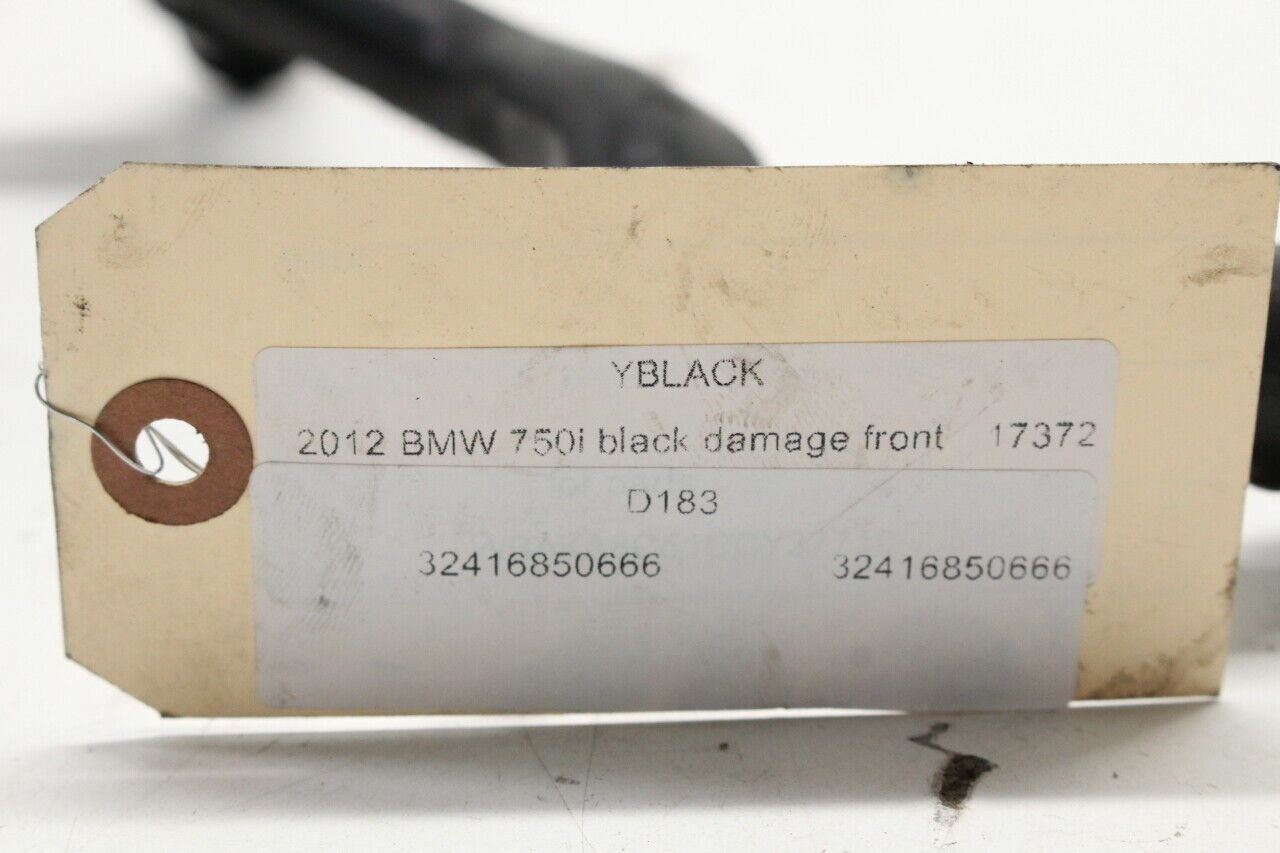 YBLACK
2012 BMW 750i black damage front 17372
D183
32416850666 32416850666